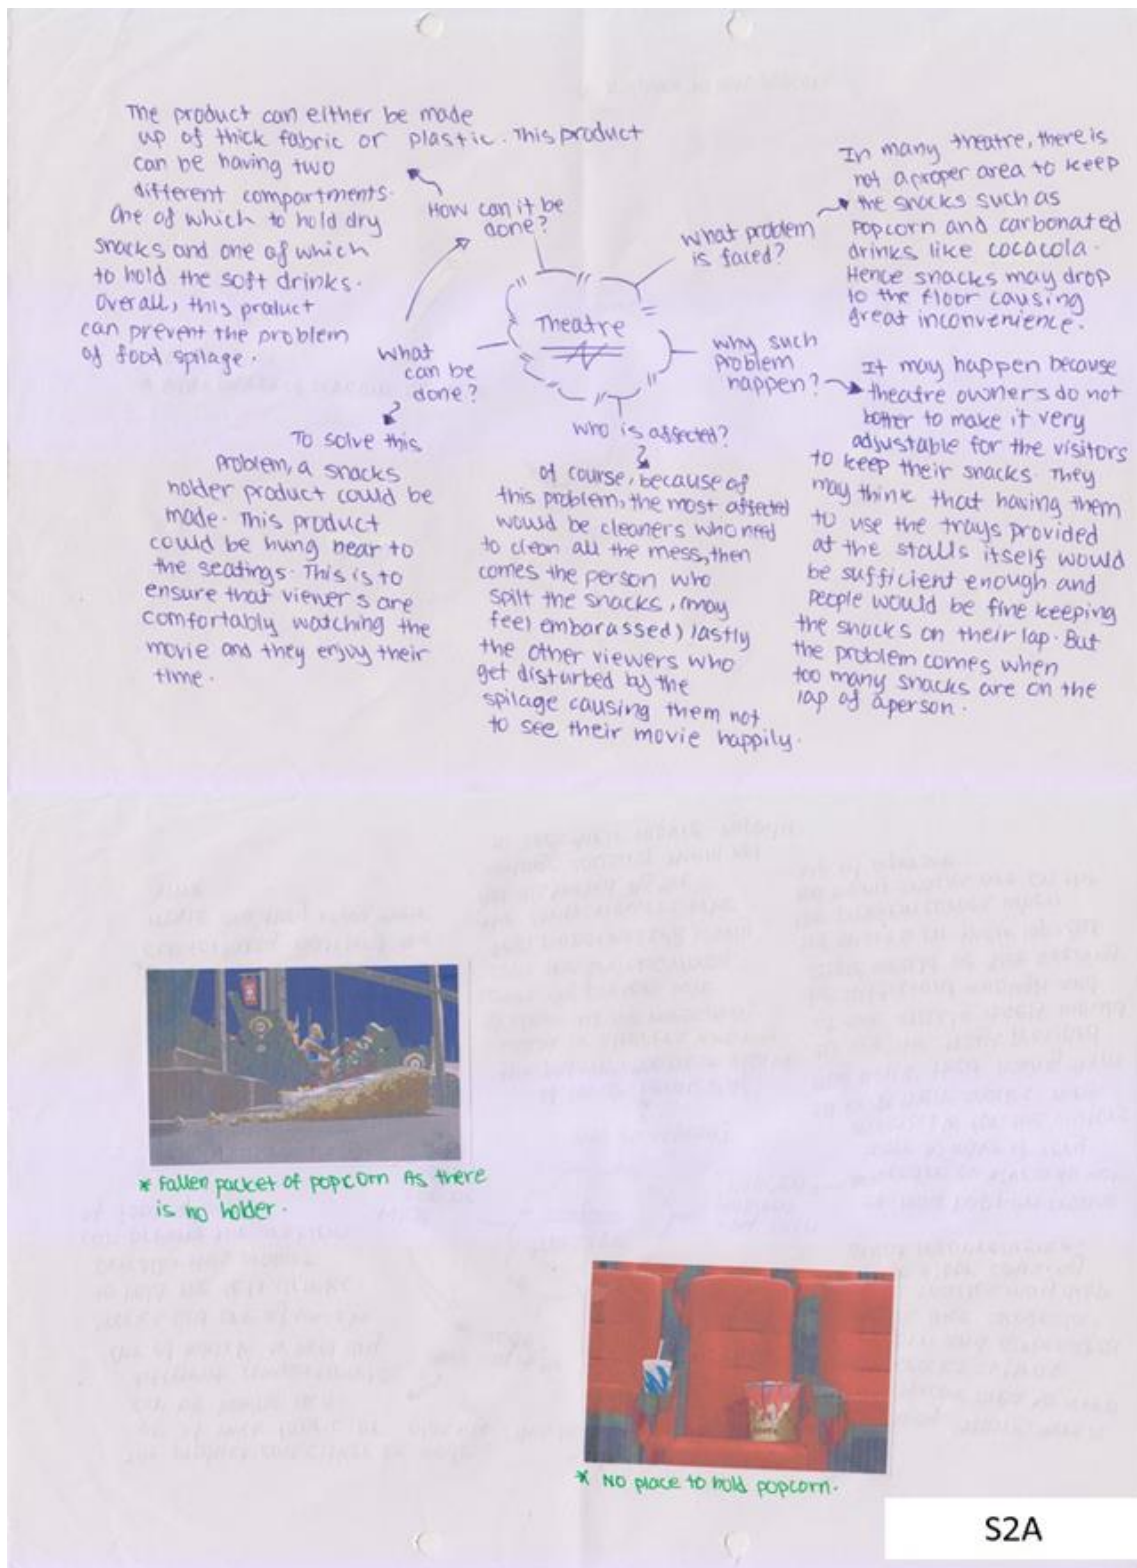 The product can either be made
up of thick fabric or plastic. This product
can be having two
different compartments.
One of which to hold dry
snacks and one of which
to hold the soft drinks.
Overall, this product
can prevent the problem
of food spilage.
How can it be
done?
What problem
is faced?
In many theatre, there is
not a proper area to keep
the snacks such as
popcorn and carbonated
drinks like cocacola.
Hence snacks may drop
to the floor causing
great inconvenience.
Theatre
What
can be
done?
why such
problem
happen?
It may happen because
theatre owners do not
bother to make it very
adjustable for the visitors
to keep their snacks. They
may think that having them
to use the trays provided
at the stalls itself would
be sufficient enough and
people would be fine keeping
the snacks on their lap. But
the problem comes when
too many snacks are on the
lap of a person.
who is affected?
To solve this
problem, a snacks
holder product could be
made. This product
could be hung near to
the seatings. This is to
ensure that viewers are
comfortably watching the
movie and they enjoy their
time.
Of course, because of
this problem, the most affected
would be cleaners who need
to clean all the mess, then
comes the person who
spilt the snacks, (may
feel embarassed) lastly
the other viewers who
get disturbed by the
spilage causing them not
to see their movie happily.
* Fallen packet of popcorn As there
is no holder.
* No place to hold popcorn.
S2A